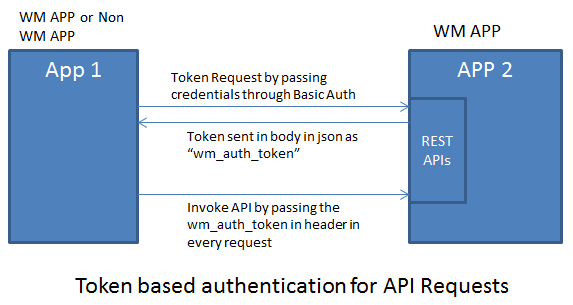 WM APP or Non
WM APP
WM APP
App 1
APP 2
Token Request by passing
credentials through Basic Auth
Token sent in body in json as
“wm_auth_token”
REST
APIs
Invoke API by passing the
wm_auth_token in header in
every request
Token based authentication for API Requests